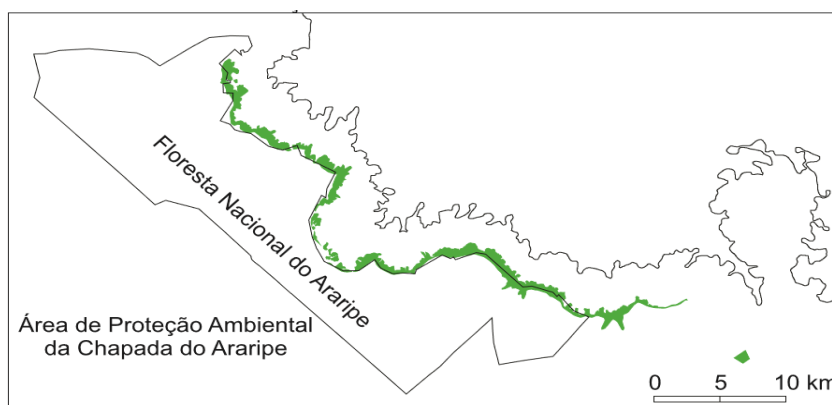 Floresta Nacional do Araripe
Área de Proteção Ambiental
da Chapada do Araripe
0 5 10 km